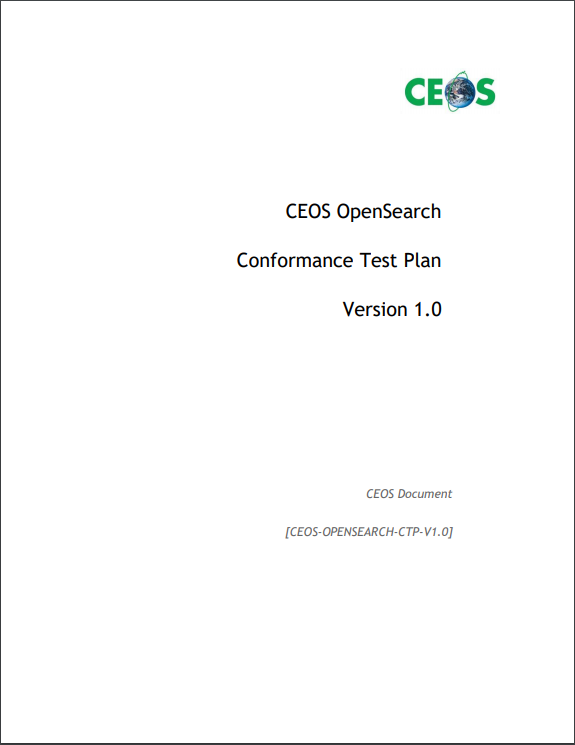 CEOS
CEOS OpenSearch
Conformance Test Plan
Version 1.0
CEOS Document
[CEOS-OPENSEARCH-CTP-V1.0]